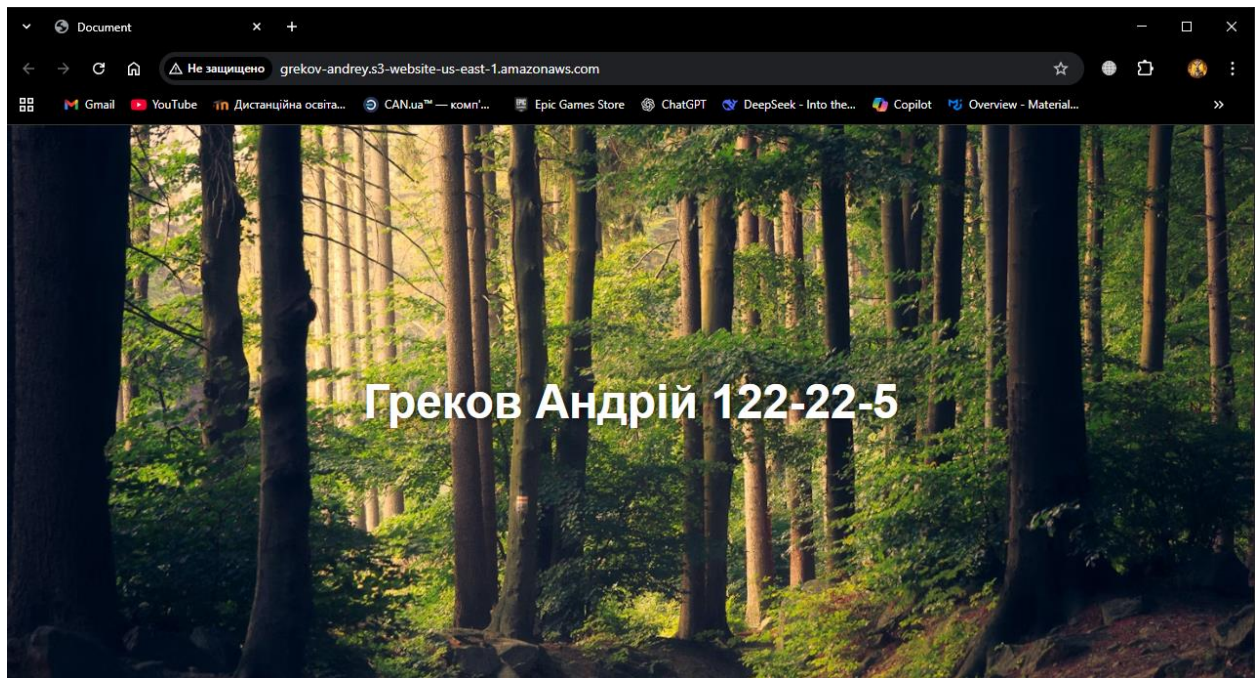 Document
Не защищено grekov-andrey.s3-website-us-east-1.amazonaws.com
Gmail YouTube Дистанційна освіта... CAN.ua™ — комп'... Epic Games Store ChatGPT DeepSeek - Into the... Copilot Overview - Material...
Греков Андрій 122-22-5